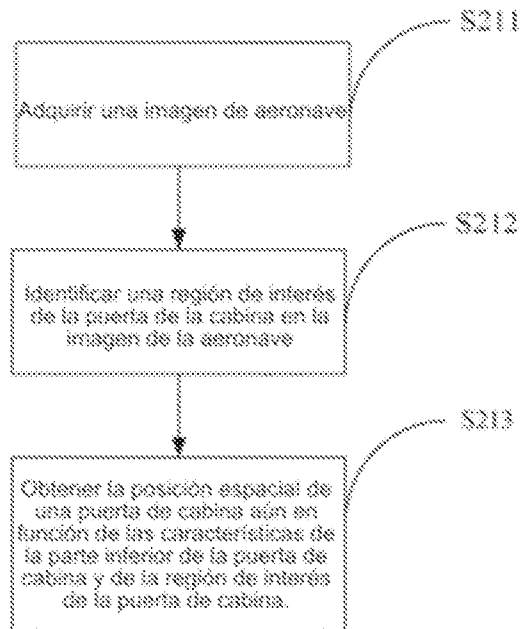 S211
Adquirir una imagen de aeronave
S212
Identificar una región de interés
de la puerta de la cabina en la
imagen de la aeronave
S213
Obtener la posición espacial de
una puerta de cabina aún en
función de las características de
la parte inferior de la puerta de
cabina y de la región de interés
de la puerta de cabina.